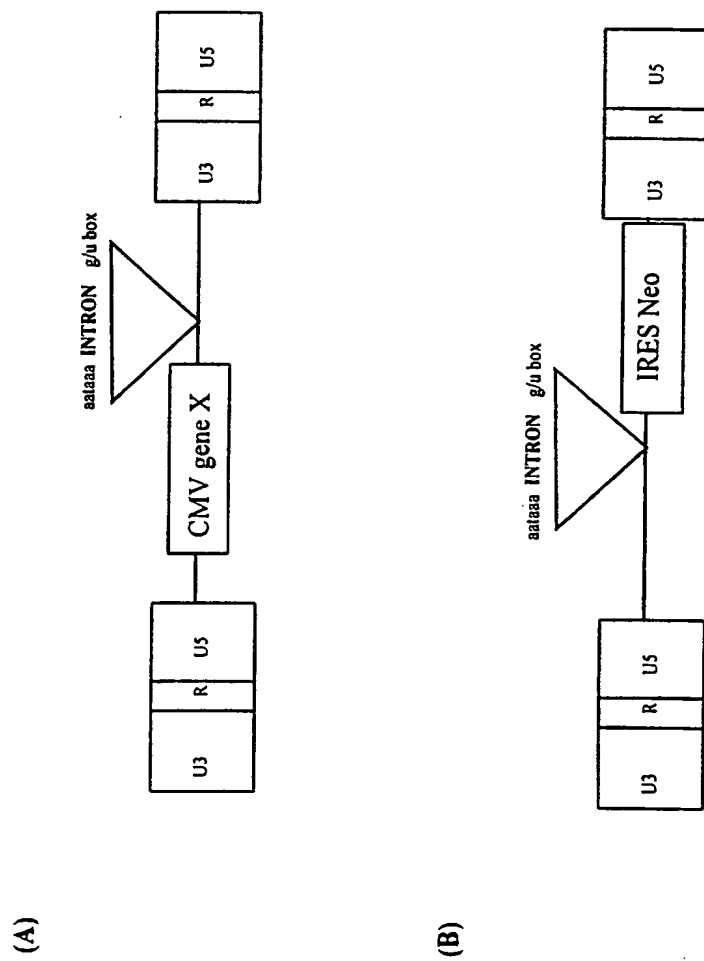 (A)
aataaa INTRON g/u box
U3 R U5 CMV gene X U3 R U5
(B)
aataaa INTRON g/u box
U3 R U5 IRES Neo U3 R U5